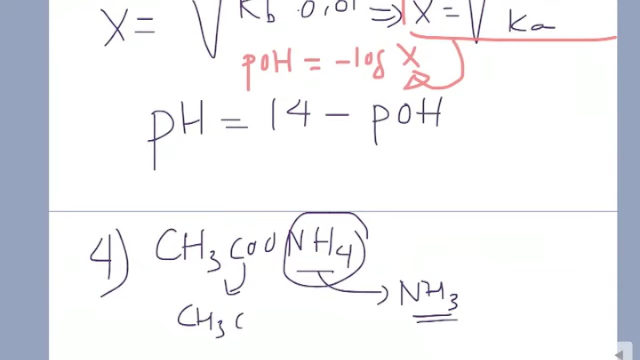 X = √ Kb 0,01 ⇒ X = √ Ka
pOH = -log X
pH = 14 - pOH
4) CH3COONH4
NH3
CH3C